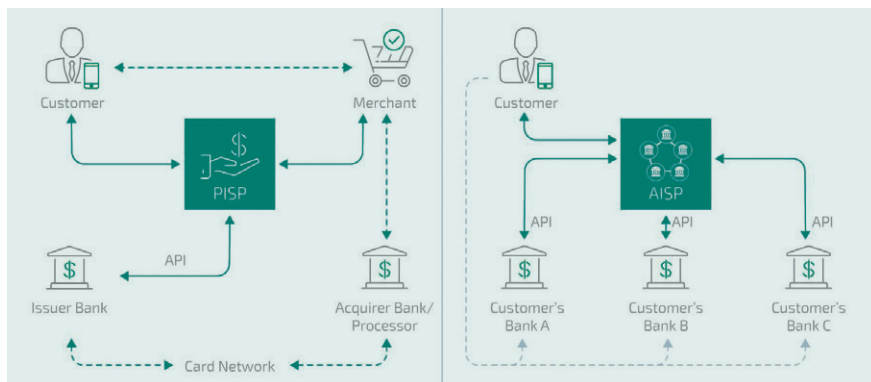 Customer
Merchant
$
PISP
API
$
Issuer Bank
$
Acquirer Bank/
Processor
Card Network
Customer
AISP
API
API
API
$
Customer's
Bank A
$
Customer's
Bank B
$
Customer's
Bank C